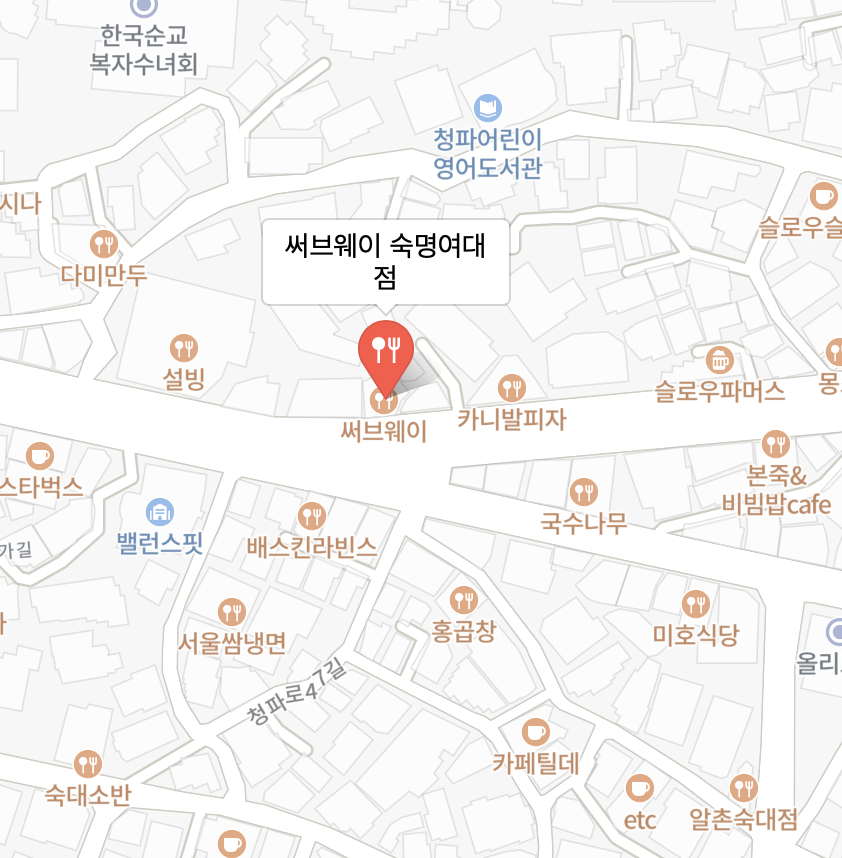 한국순교
복자수녀회
청파어린이
영어도서관
시나
슬로우슬
다미만두
써브웨이 숙명여대
점
설빙
슬로우파머스
몽
써브웨이
카니발피자
스타벅스
본죽&
비빔밥cafe
국수나무
밸런스핏
배스킨라빈스
가길
홍곱창
미호식당
서울쌈냉면
올리
청파로47길
카페틸데
숙대소반
etc
알촌숙대점